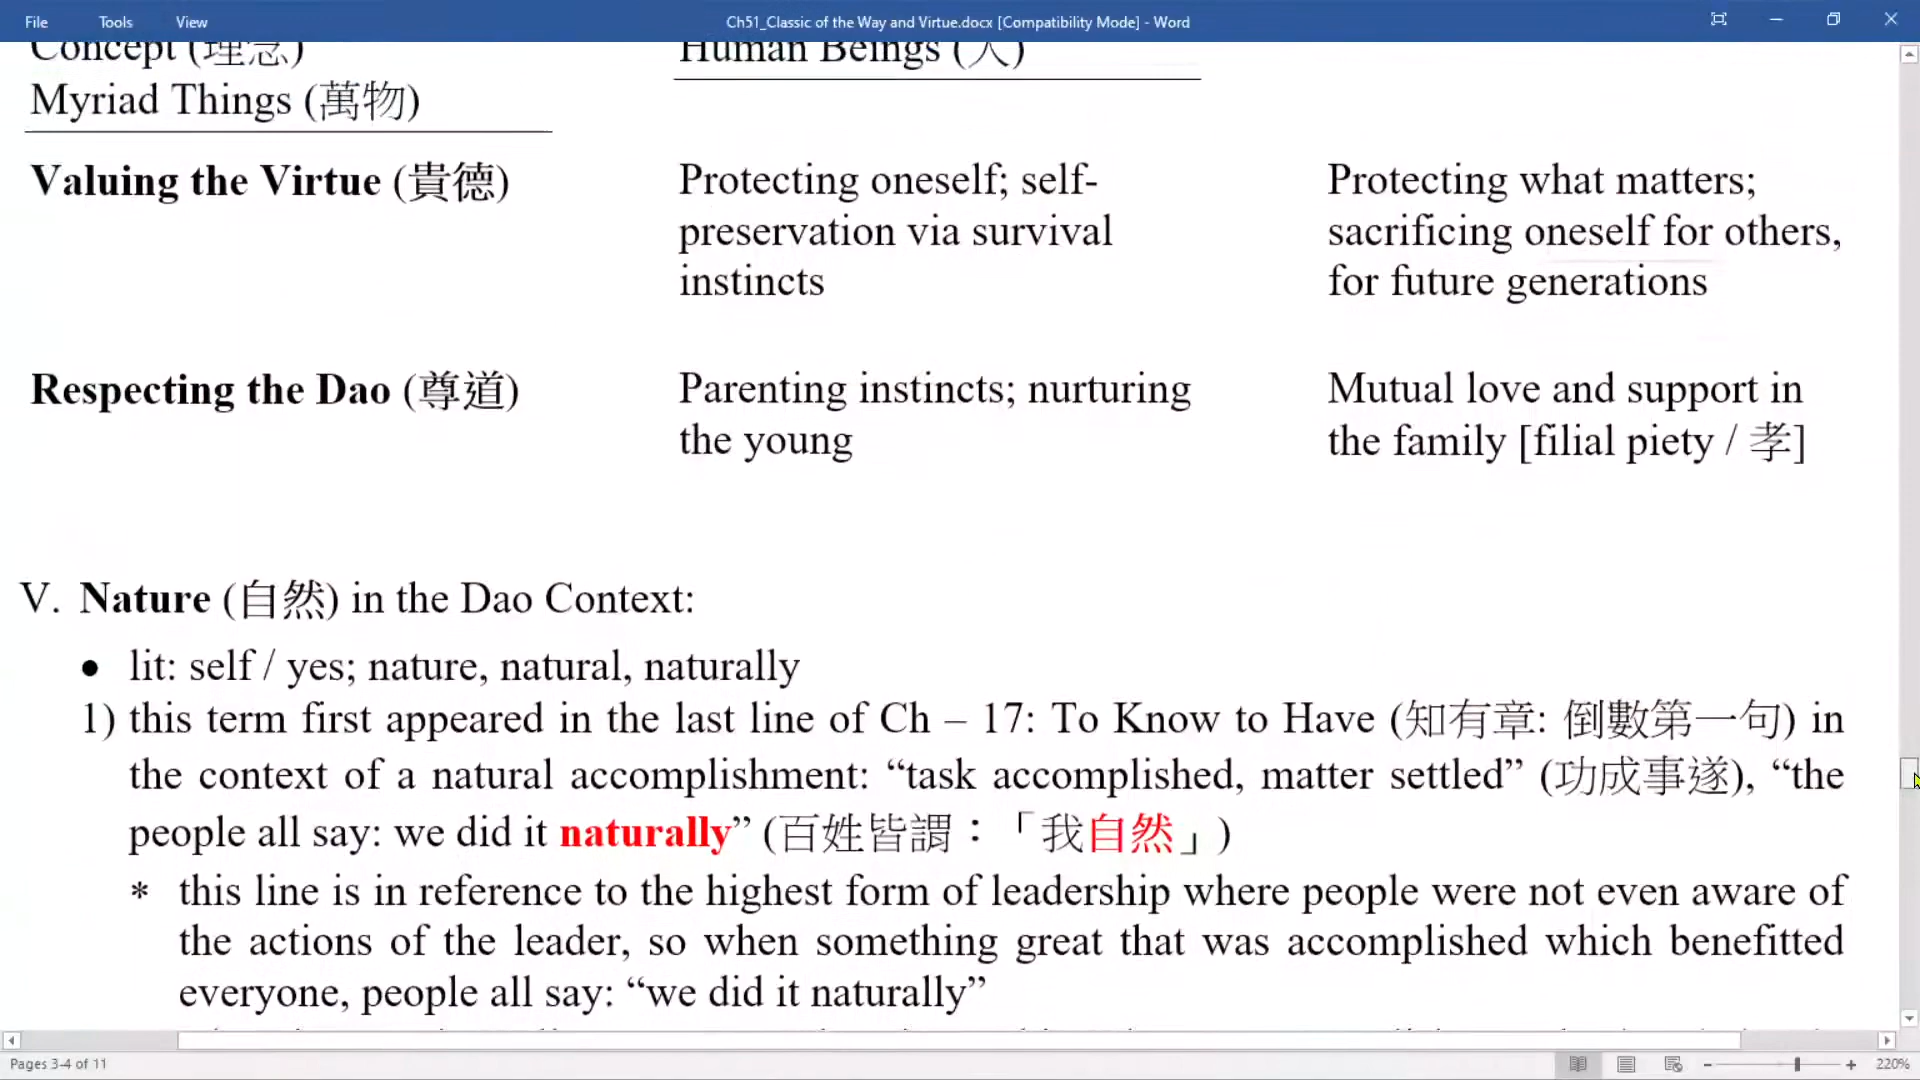 File Tools View Ch51_Classic of the Way and Virtue.docx [Compatibility Mode] - Word
Concept (理念) Human Beings (人)
Myriad Things (萬物)
Valuing the Virtue (貴德) Protecting oneself; self- Protecting what matters;
preservation via survival sacrificing oneself for others,
instincts for future generations
Respecting the Dao (尊道) Parenting instincts; nurturing Mutual love and support in
the young the family [filial piety / 孝]
V. Nature (自然) in the Dao Context:
● lit: self / yes; nature, natural, naturally
1) this term first appeared in the last line of Ch – 17: To Know to Have (知有章: 倒數第一句) in
the context of a natural accomplishment: “task accomplished, matter settled” (功成事遂), “the
people all say: we did it naturally” (百姓皆謂：「我自然」)
* this line is in reference to the highest form of leadership where people were not even aware of
the actions of the leader, so when something great that was accomplished which benefitted
everyone, people all say: “we did it naturally”
Pages 3-4 of 11 220%